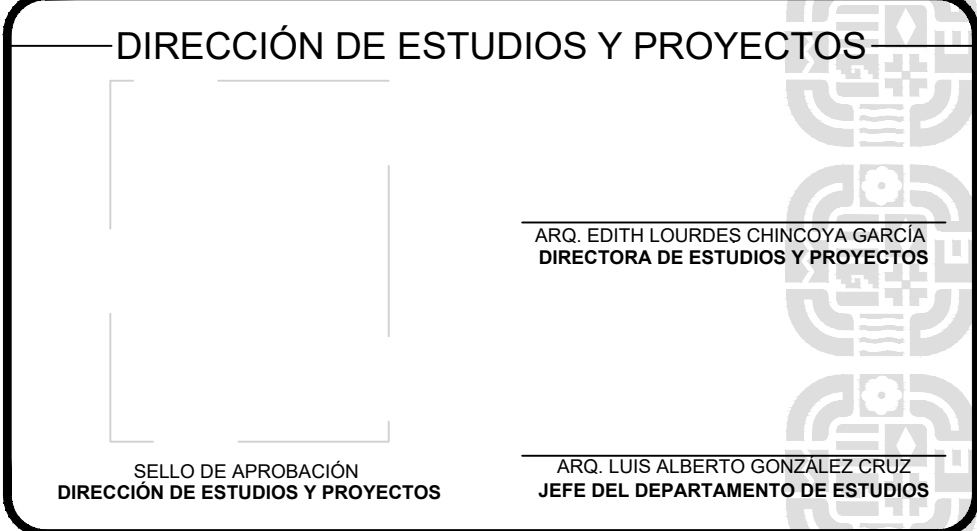 DIRECCIÓN DE ESTUDIOS Y PROYECTOS
ARQ. EDITH LOURDES CHINCOYA GARCÍA
DIRECTORA DE ESTUDIOS Y PROYECTOS
SELLO DE APROBACIÓN
DIRECCIÓN DE ESTUDIOS Y PROYECTOS
ARQ. LUIS ALBERTO GONZÁLEZ CRUZ
JEFE DEL DEPARTAMENTO DE ESTUDIOS